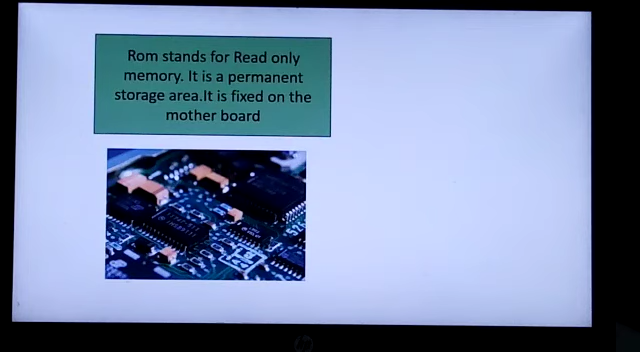 Rom stands for Read only
memory. It is a permanent
storage area.It is fixed on the
mother board